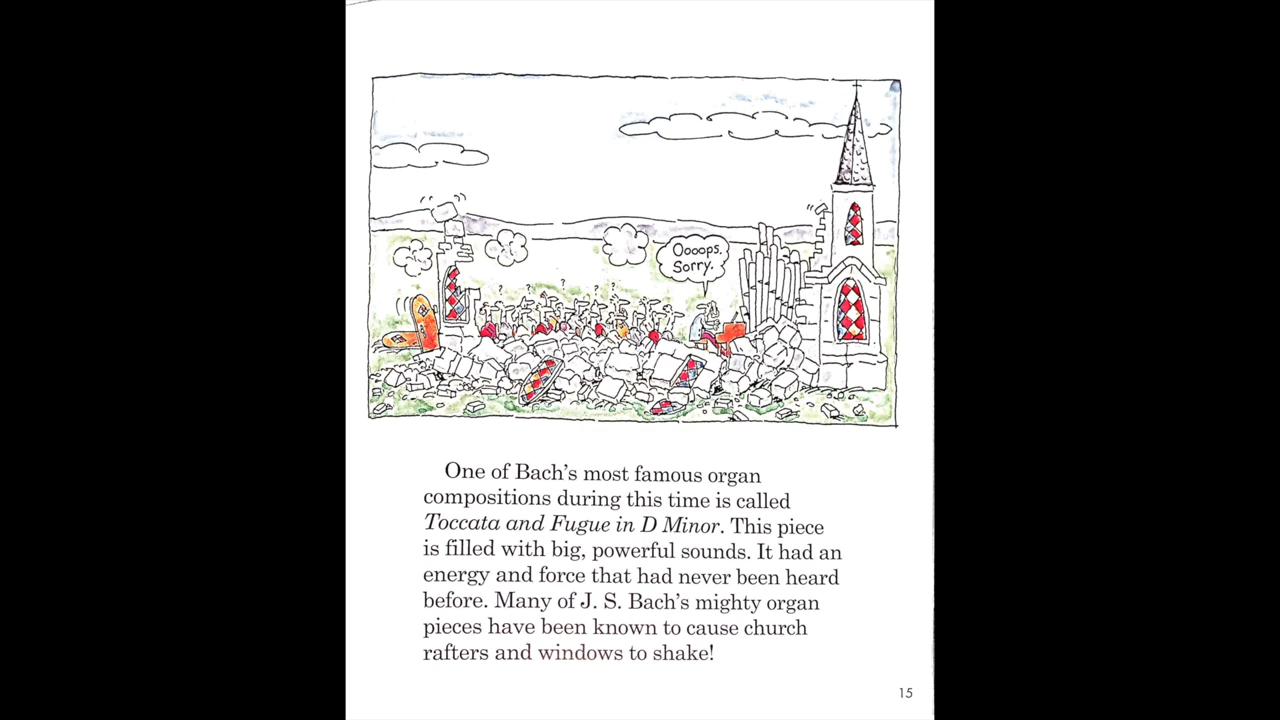 Oooops.
Sorry.
? ? ? ? ?
One of Bach's most famous organ
compositions during this time is called
Toccata and Fugue in D Minor. This piece
is filled with big, powerful sounds. It had an
energy and force that had never been heard
before. Many of J. S. Bach's mighty organ
pieces have been known to cause church
rafters and windows to shake!
15